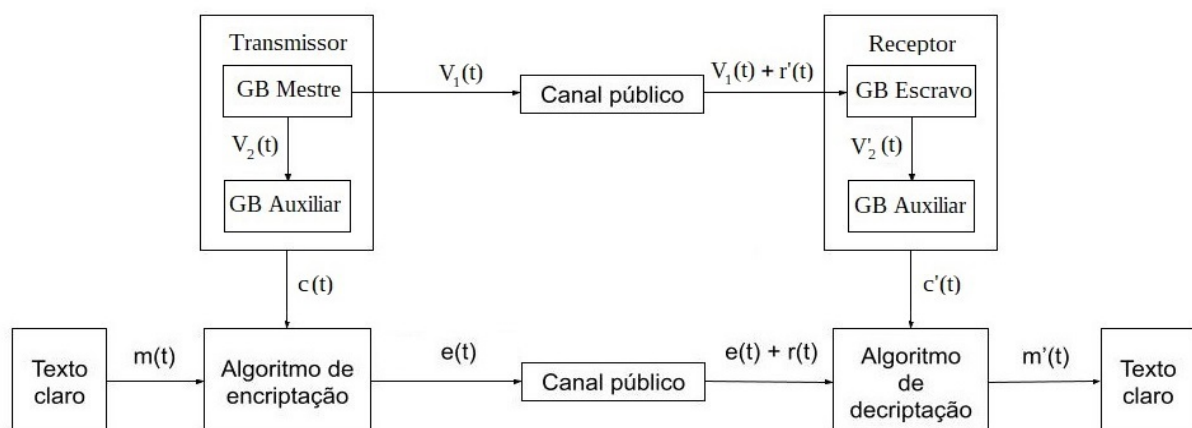 Transmissor
Receptor
GB Mestre
V₁(t)
Canal público
V₁(t) + r'(t)
GB Escravo
V₂(t)
V'₂(t)
GB Auxiliar
GB Auxiliar
c(t)
c'(t)
Texto
claro
m(t)
Algoritmo de
encriptação
e(t)
Canal público
e(t) + r(t)
Algoritmo
de
decriptação
m’(t)
Texto
claro